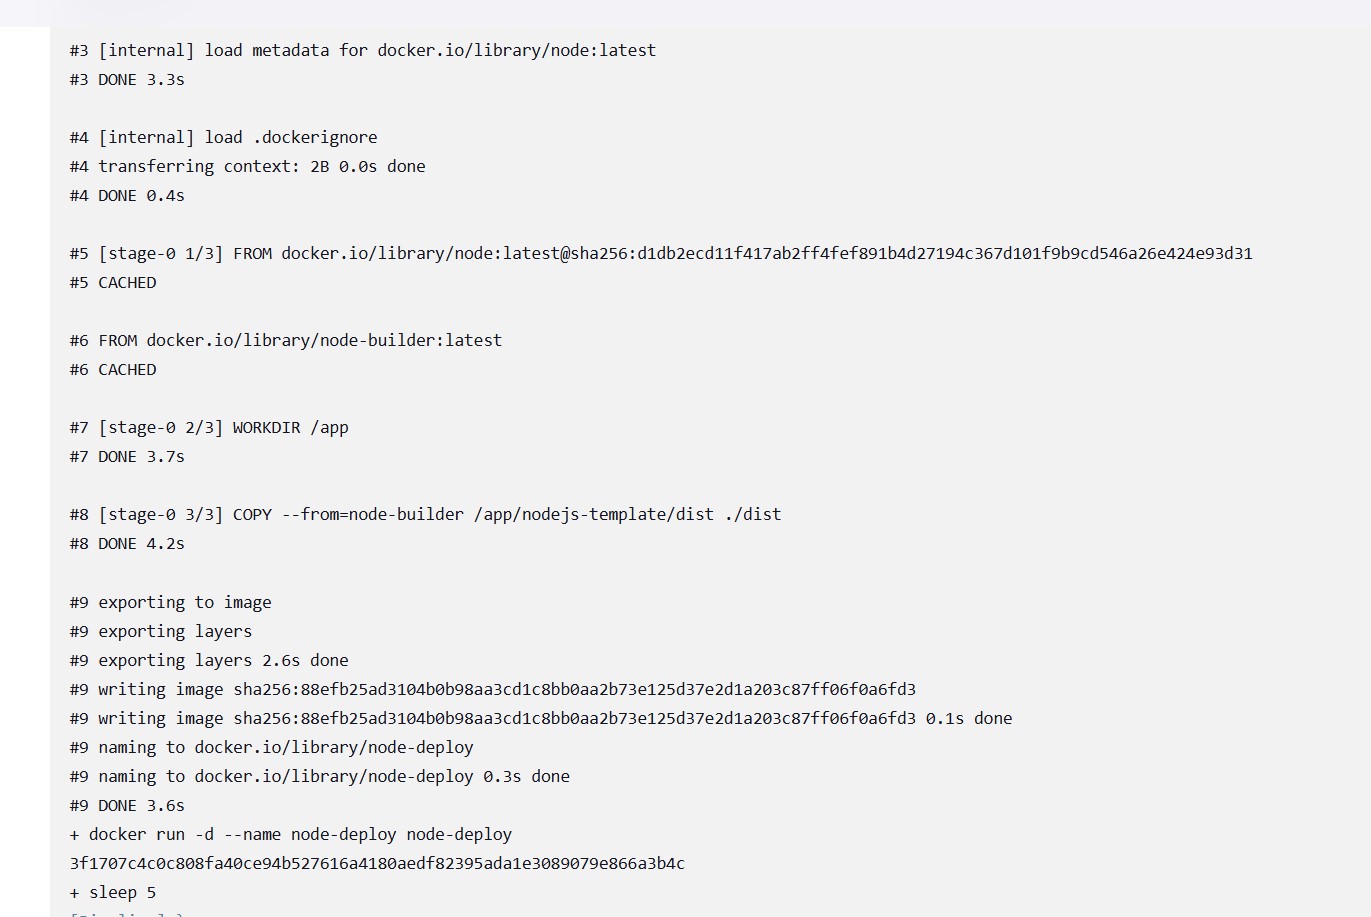 #3 [internal] load metadata for docker.io/library/node:latest
#3 DONE 3.3s
#4 [internal] load .dockerignore
#4 transferring context: 2B 0.0s done
#4 DONE 0.4s
#5 [stage-0 1/3] FROM docker.io/library/node:latest@sha256:d1db2ecd11f417ab2ff4fef891b4d27194c367d101f9b9cd546a26e424e93d31
#5 CACHED
#6 FROM docker.io/library/node-builder:latest
#6 CACHED
#7 [stage-0 2/3] WORKDIR /app
#7 DONE 3.7s
#8 [stage-0 3/3] COPY --from=node-builder /app/nodejs-template/dist ./dist
#8 DONE 4.2s
#9 exporting to image
#9 exporting layers
#9 exporting layers 2.6s done
#9 writing image sha256:88efb25ad3104b0b98aa3cd1c8bb0aa2b73e125d37e2d1a203c87ff06f0a6fd3
#9 writing image sha256:88efb25ad3104b0b98aa3cd1c8bb0aa2b73e125d37e2d1a203c87ff06f0a6fd3 0.1s done
#9 naming to docker.io/library/node-deploy
#9 naming to docker.io/library/node-deploy 0.3s done
#9 DONE 3.6s
+ docker run -d --name node-deploy node-deploy
3f1707c4c0c808fa40ce94b527616a4180aedf82395ada1e3089079e866a3b4c
+ sleep 5